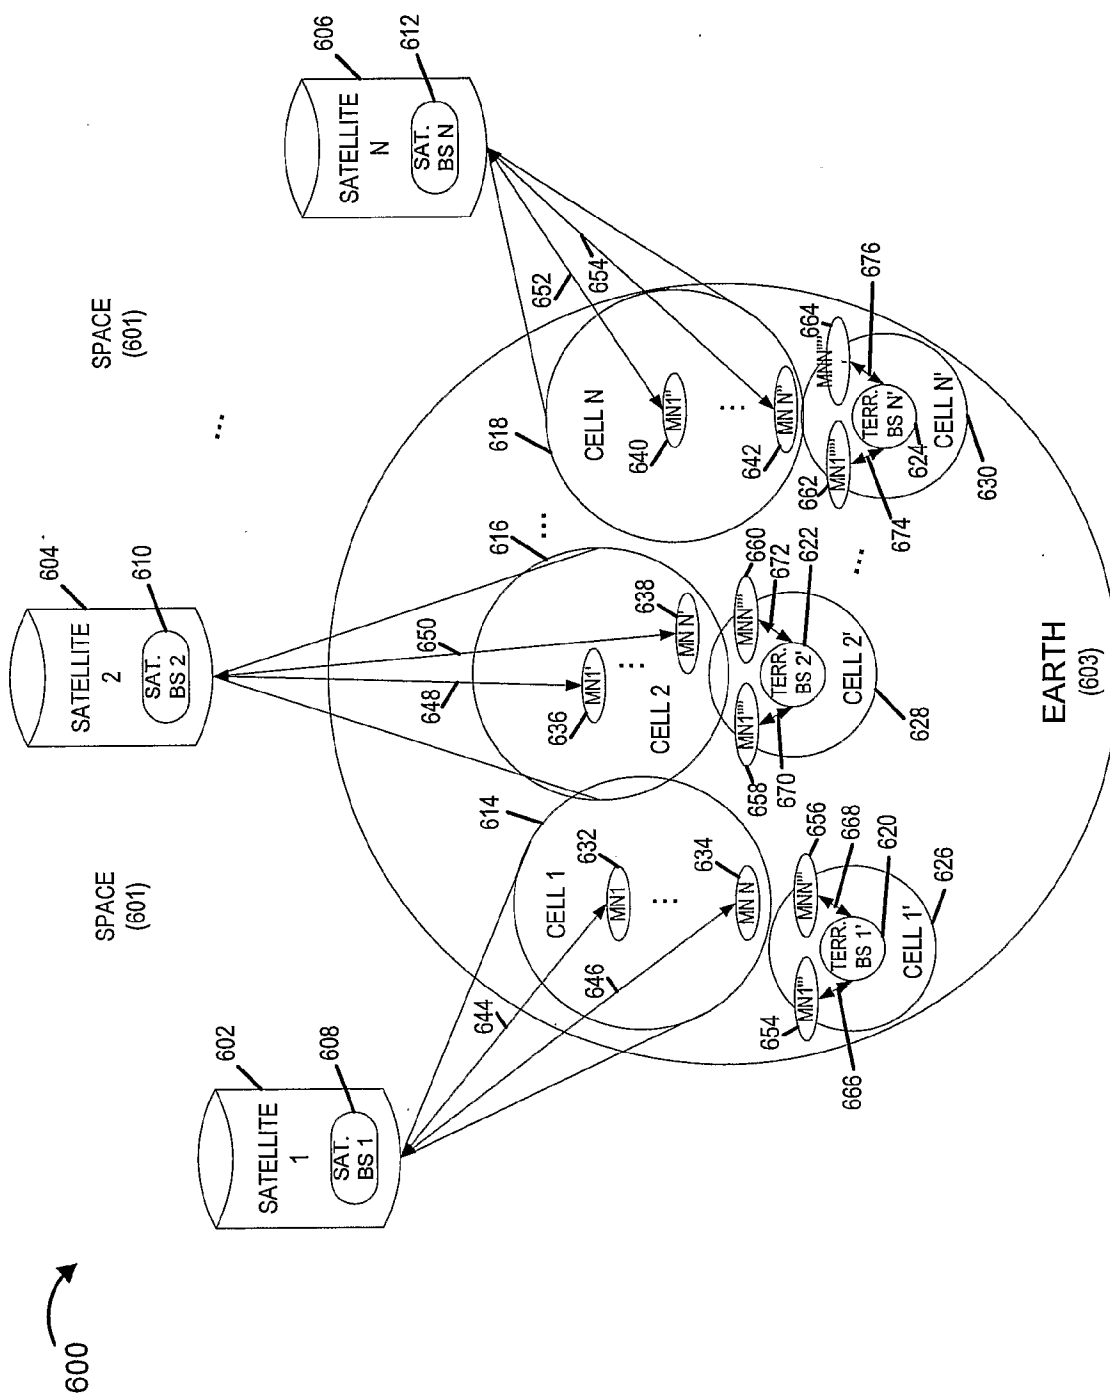 600
SPACE
(601)
SPACE
(601)
...
SATELLITE
1
SAT.
BS 1
602
608
SATELLITE
2
SAT.
BS 2
604
610
SATELLITE
N
SAT.
BS N
606
612
644
646
614
CELL 1
MN1
632
...
MN N
634
648
650
616
MN1'
636
...
MN N'
638
CELL 2
...
652
654
618
CELL N
MN1"
640
...
MN N"
642
654
MN1'''
MNN'''
656
668
TERR.
BS 1'
620
CELL 1'
626
666
658
MN1''''
MNN''''
660
672
TERR.
BS 2'
622
CELL 2'
628
670
...
662
MN1'''''
MNN'''''
664
676
TERR.
BS N'
624
CELL N'
630
674
EARTH
(603)